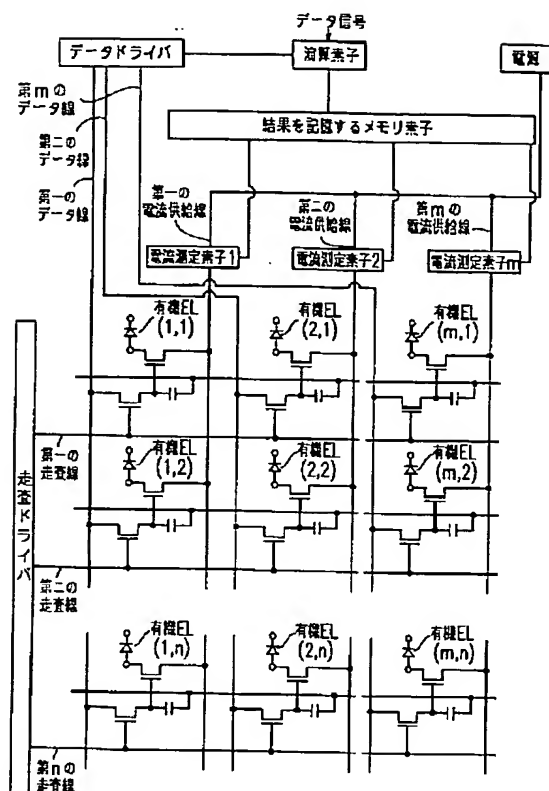 データ信号
データドライバ
演算素子
電源
第mの
データ線
結果を記憶するメモリ素子
第二の
データ線
第一の
データ線
第一の
電流供給線
第二の
電流供給線
第mの
電流供給線
電流測定素子1
電流測定素子2
電流測定素子m
有機EL
(1,1)
有機EL
(2,1)
有機EL
(m,1)
第一の
走査線
有機EL
(1,2)
有機EL
(2,2)
有機EL
(m,2)
走査ドライバ
第二の
走査線
有機EL
(1,n)
有機EL
(2,n)
有機EL
(m,n)
第nの
走査線